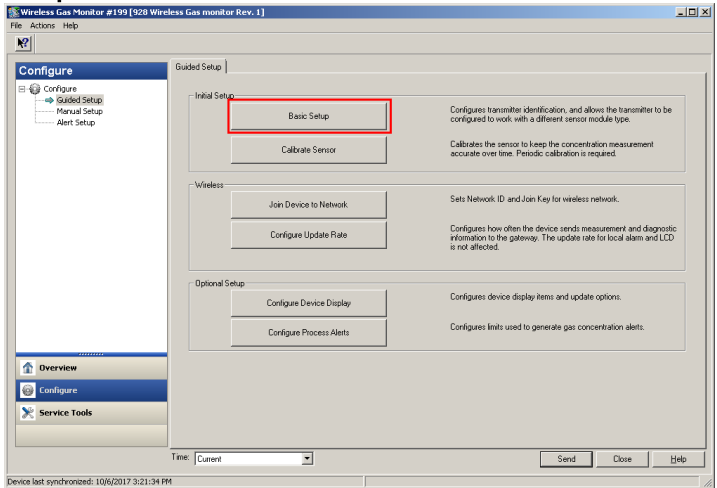 Wireless Gas Monitor #199 [928 Wireless Gas monitor Rev. 1]
File Actions Help
Configure
Configure
Guided Setup
Manual Setup
Alert Setup
Overview
Configure
Service Tools
Guided Setup
Initial Setup
Basic Setup
Configures transmitter identification, and allows the transmitter to be
configured to work with a different sensor module type.
Calibrate Sensor
Calibrates the sensor to keep the concentration measurement
accurate over time. Periodic calibration is required.
Wireless
Join Device to Network
Sets Network ID and Join Key for wireless network.
Configure Update Rate
Configures how often the device sends measurement and diagnostic
information to the gateway. The update rate for local alarm and LCD
is not affected.
Optional Setup
Configure Device Display
Configures device display items and update options.
Configure Process Alerts
Configures limits used to generate gas concentration alerts.
Time: Current
Send Close Help
Device last synchronized: 10/6/2017 3:21:34 PM